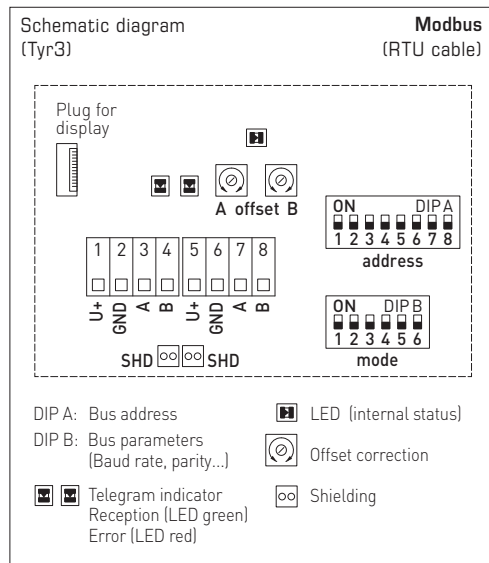 Schematic diagram
(Tyr3)
Modbus
(RTU cable)
Plug for
display
A offset B
ON DIP A
1 2 3 4 5 6 7 8
address
1 2 3 4 5 6 7 8
U+ GND A B U+ GND A B
ON DIP B
1 2 3 4 5 6
mode
SHD SHD
DIP A: Bus address
DIP B: Bus parameters
(Baud rate, parity...)
Telegram indicator
Reception (LED green)
Error (LED red)
LED (internal status)
Offset correction
Shielding